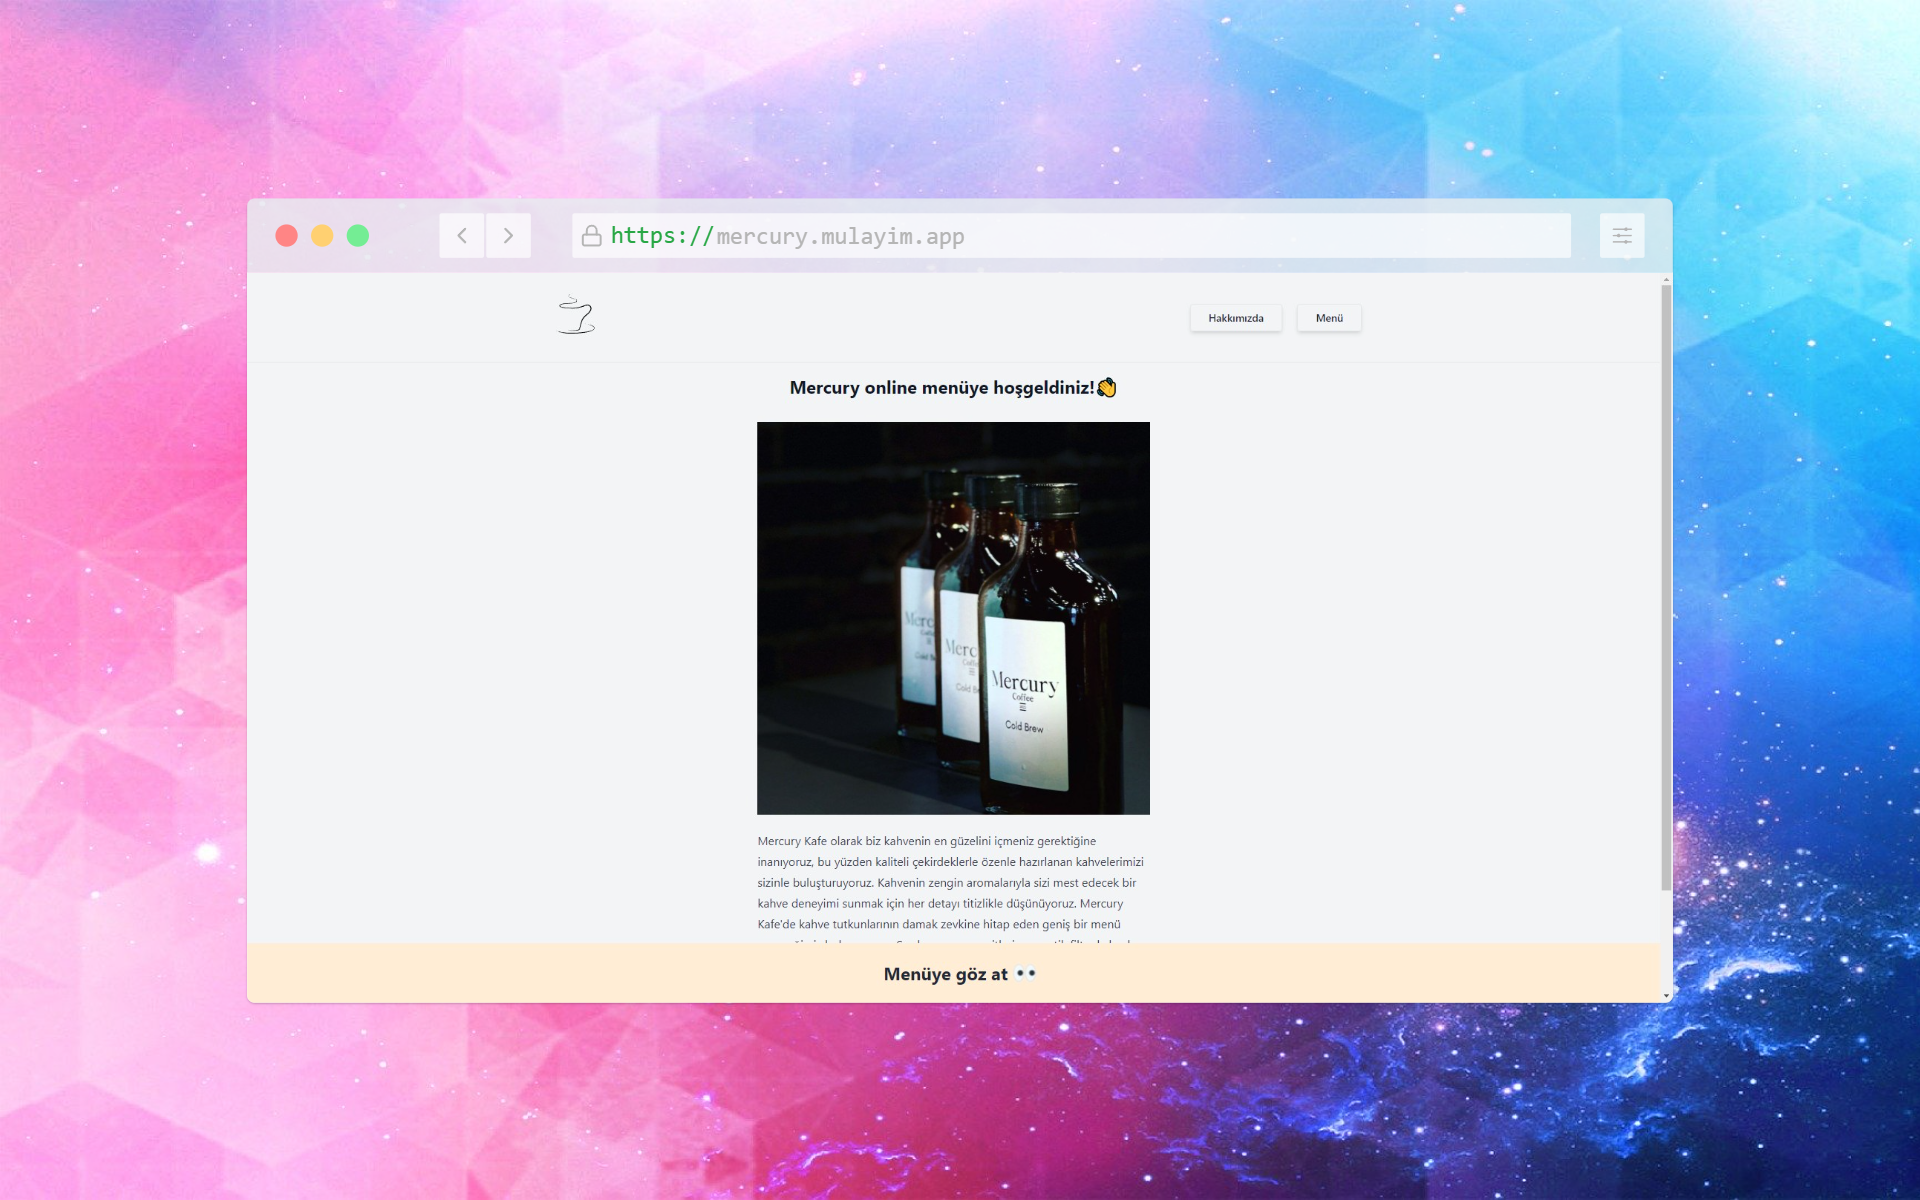 https://mercury.mulayim.app
Hakkımızda
Menü
Mercury online menüye hoşgeldiniz!👋
Merc
Merc
Mercury
Coffee
Cold Brew
Mercury Kafe olarak biz kahvenin en güzelini içmeniz gerektiğine
inanıyoruz, bu yüzden kaliteli çekirdeklerle özenle hazırlanan kahvelerimizi
sizinle buluşturuyoruz. Kahvenin zengin aromalarıyla sizi mest edecek bir
kahve deneyimi sunmak için her detayı titizlikle düşünüyoruz. Mercury
Kafe'de kahve tutkunlarının damak zevkine hitap eden geniş bir menü
Menüye göz at 👀